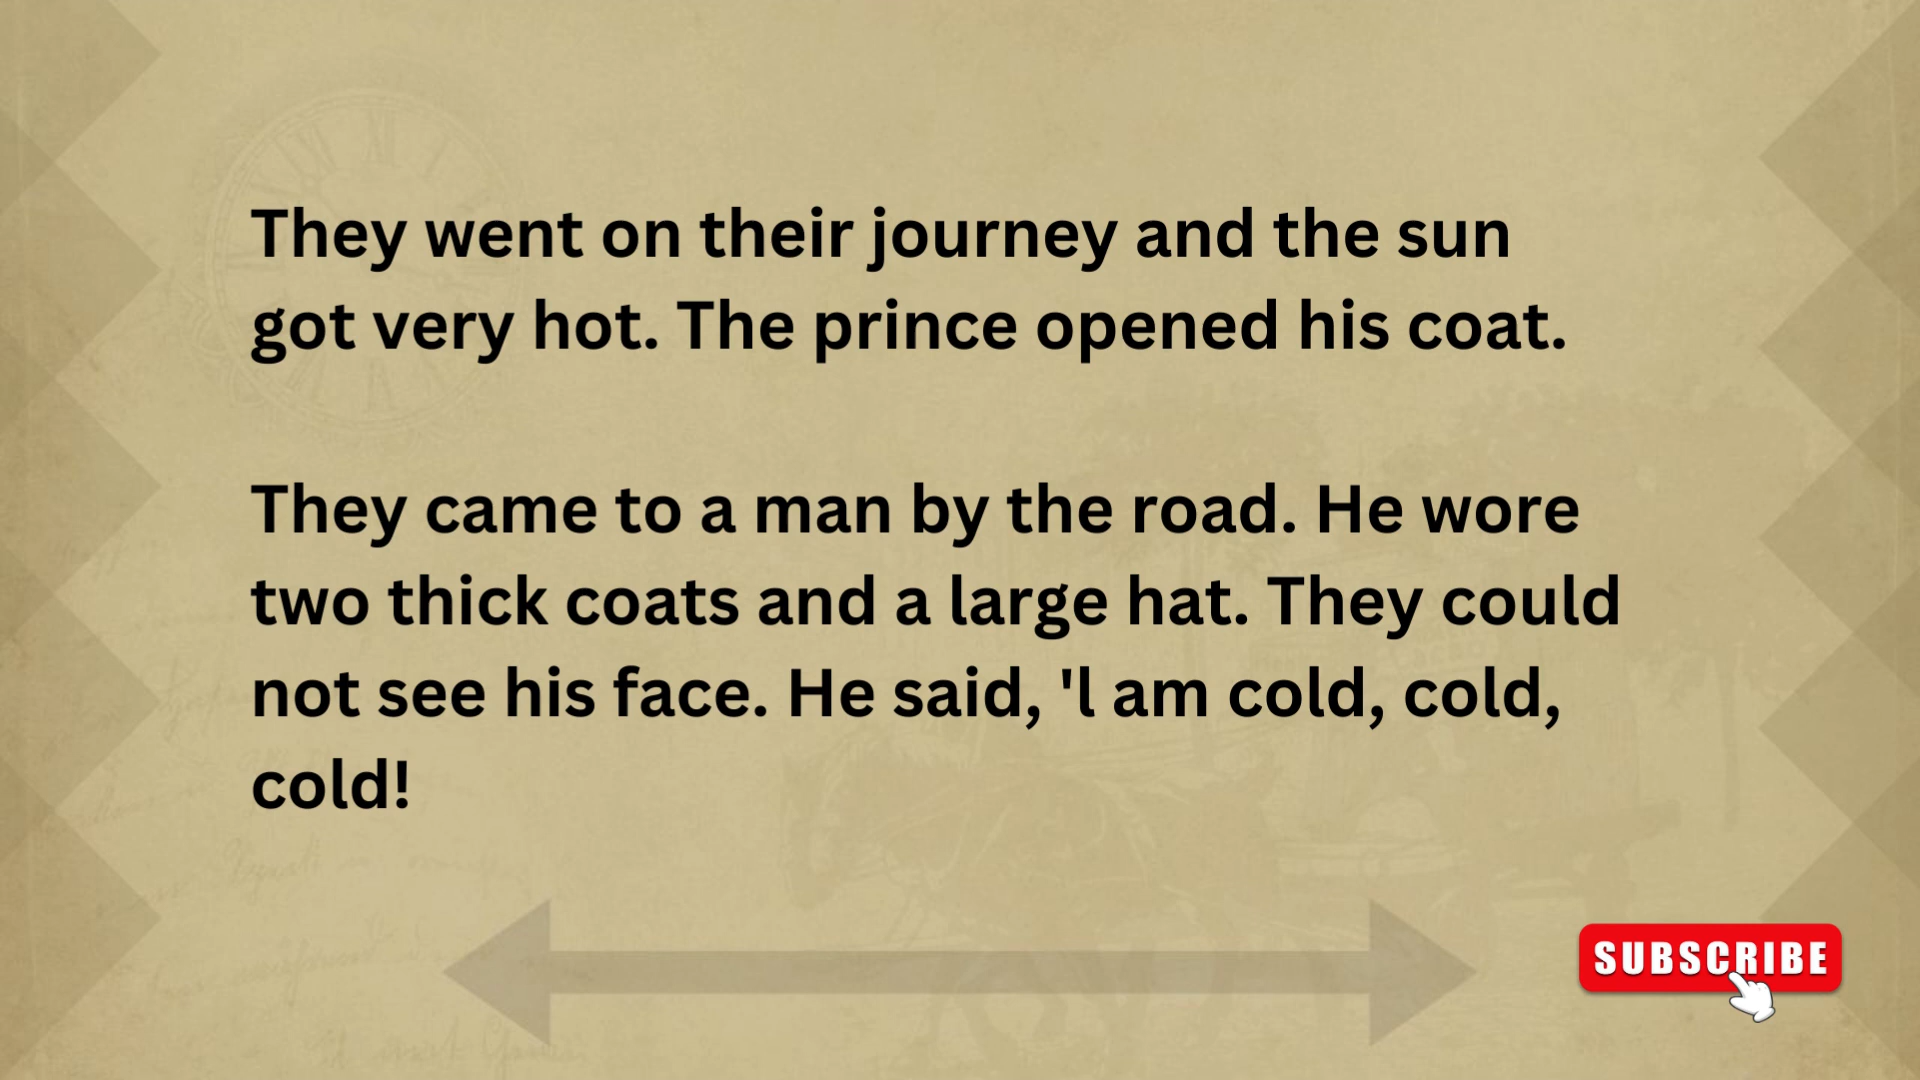 They went on their journey and the sun
got very hot. The prince opened his coat.
They came to a man by the road. He wore
two thick coats and a large hat. They could
not see his face. He said, 'l am cold, cold,
cold!
SUBSCRIBE